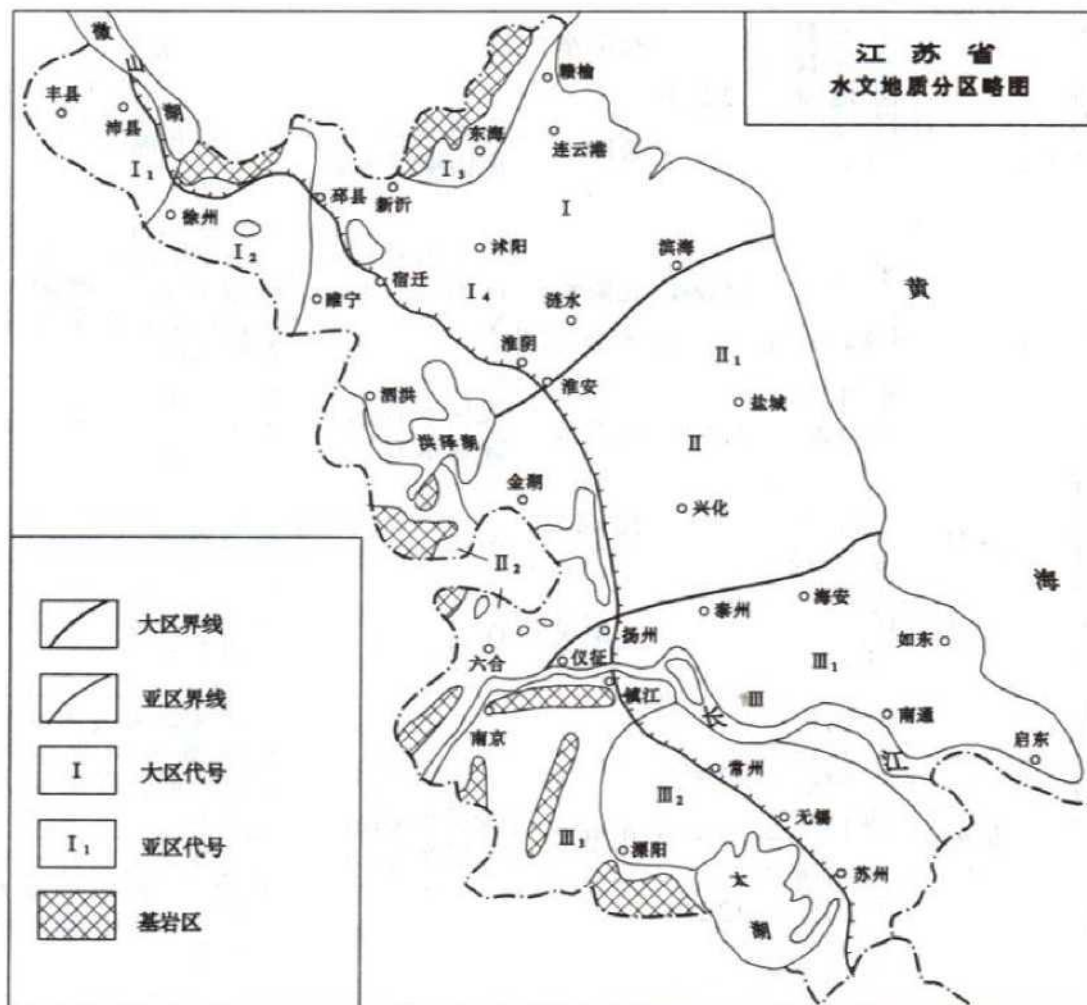 江苏省
水文地质分区略图
微
山
湖
丰县
沛县
Ⅰ₁
徐州
Ⅰ₂
邳县
新沂
东海
Ⅰ₃
赣榆
连云港
Ⅰ
沭阳
滨海
宿迁
Ⅰ₄
涟水
睢宁
淮阴
淮安
黄
海
Ⅱ₁
盐城
Ⅱ
泗洪
洪泽湖
金湖
兴化
Ⅱ₂
泰州
海安
如东
扬州
六合
仪征
Ⅲ₁
镇江
Ⅲ
长
江
南通
启东
南京
常州
Ⅲ₂
无锡
Ⅲ₃
溧阳
太
湖
苏州
大区界线
亚区界线
Ⅰ
大区代号
Ⅰ₁
亚区代号
基岩区